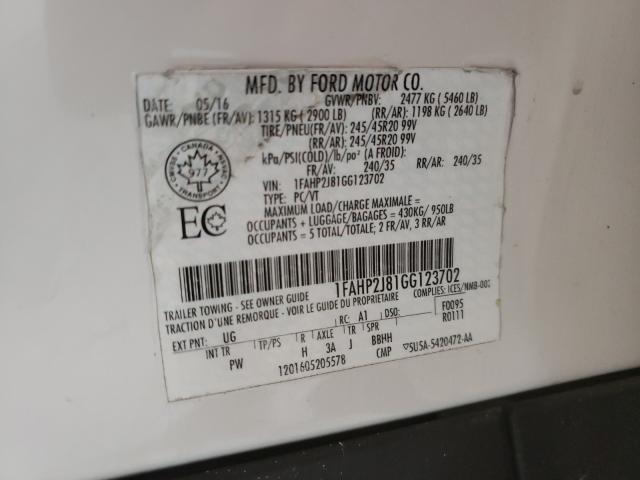 MFD. BY FORD MOTOR CO.
DATE: 05/16 GVWR/PNBV: 2477 KG ( 5460 LB)
GAWR/PNBE (FR/AV): 1315 KG ( 2900 LB) (RR/AR): 1198 KG ( 2640 LB)
TIRE/PNEU(FR/AV): 245/45R20 99V
(RR/AR): 245/45R20 99V
kPa/PSI(COLD)/lb/po² (A FROID):
FR/AV: 240/35 RR/AR: 240/35
VIN: 1FAHP2J81GG123702
TYPE: PC/VT
MAXIMUM LOAD/CHARGE MAXIMALE =
OCCUPANTS + LUGGAGE/BAGAGES = 430KG/ 950LB
OCCUPANTS = 5 TOTAL/TOTALE; 2 FR/AV, 3 RR/AR
CANADA
977
TRANSPORT
EC
1FAHP2J81GG123702
TRAILER TOWING - SEE OWNER GUIDE
TRACTION D'UNE REMORQUE - VOIR GUIDE DU PROPRIETAIRE
COMPLIES: ICES/NMB-002
EXT PNT: UG RC: A1 DSO: F0095
R0111
INT TR TP/PS R AXLE TR SPR
PW H 3A J BBHH
1201605205578 CMP 5U5A-5420472-AA